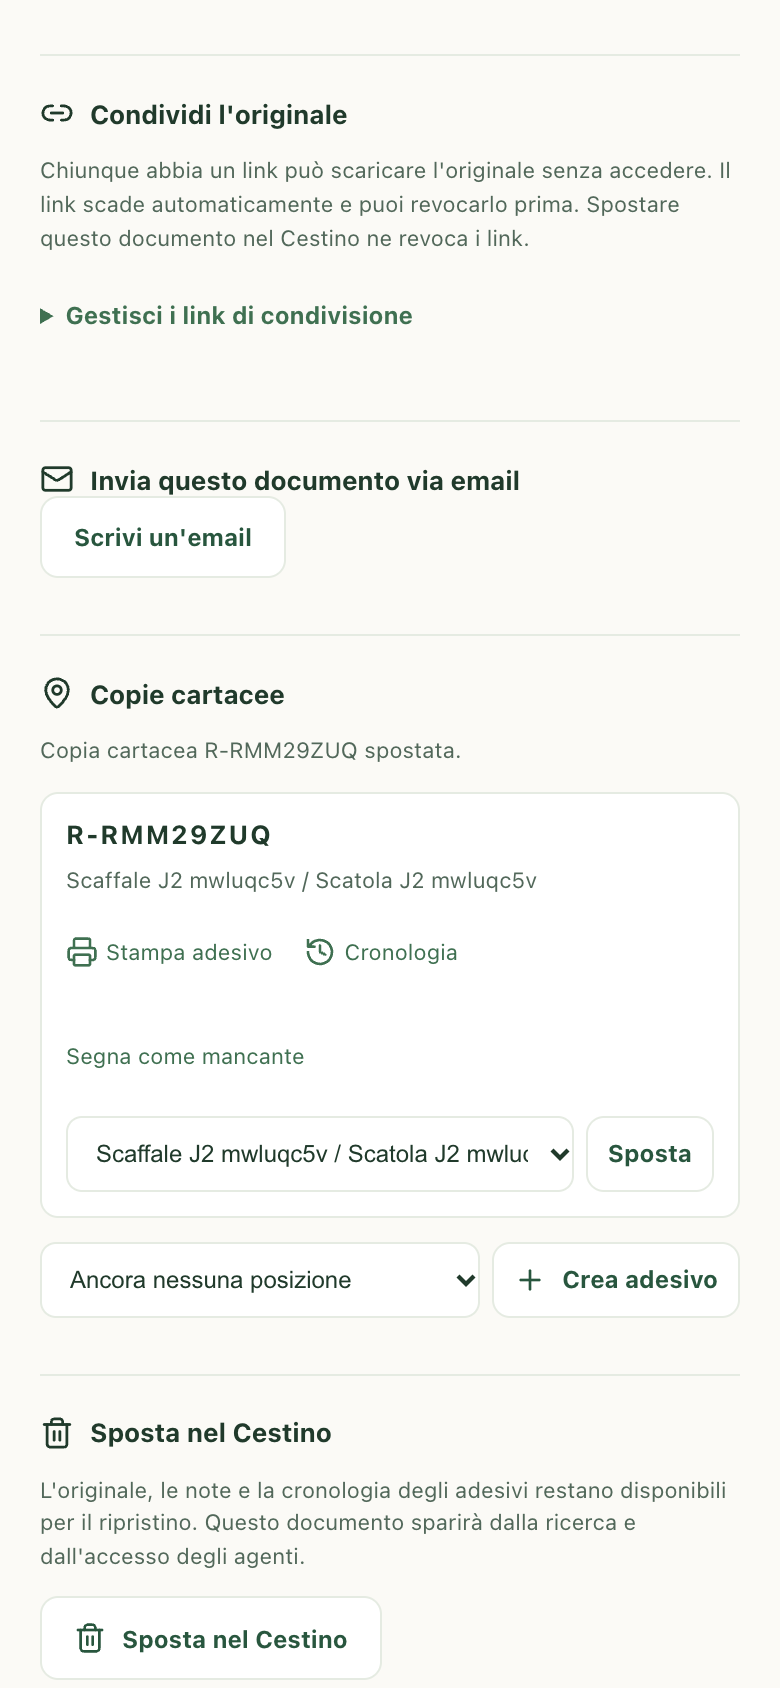 Condividi l'originale
Chiunque abbia un link può scaricare l'originale senza accedere. Il
link scade automaticamente e puoi revocarlo prima. Spostare
questo documento nel Cestino ne revoca i link.
Gestisci i link di condivisione
Invia questo documento via email
Scrivi un'email
Copie cartacee
Copia cartacea R-RMM29ZUQ spostata.
R-RMM29ZUQ
Scaffale J2 mwluqc5v / Scatola J2 mwluqc5v
Stampa adesivo Cronologia
Segna come mancante
Scaffale J2 mwluqc5v / Scatola J2 mwluc Sposta
Ancora nessuna posizione Crea adesivo
Sposta nel Cestino
L'originale, le note e la cronologia degli adesivi restano disponibili
per il ripristino. Questo documento sparirà dalla ricerca e
dall'accesso degli agenti.
Sposta nel Cestino